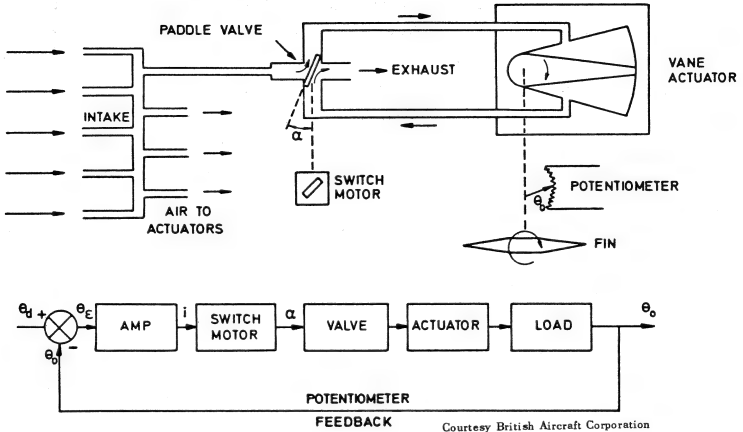 PADDLE VALVE
EXHAUST
VANE
ACTUATOR
INTAKE
α
SWITCH
MOTOR
POTENTIOMETER
θo
AIR TO
ACTUATORS
FIN
θd +
θε
AMP
i
SWITCH
MOTOR
α
VALVE
ACTUATOR
LOAD
θo
θo
-
POTENTIOMETER
FEEDBACK
Courtesy British Aircraft Corporation